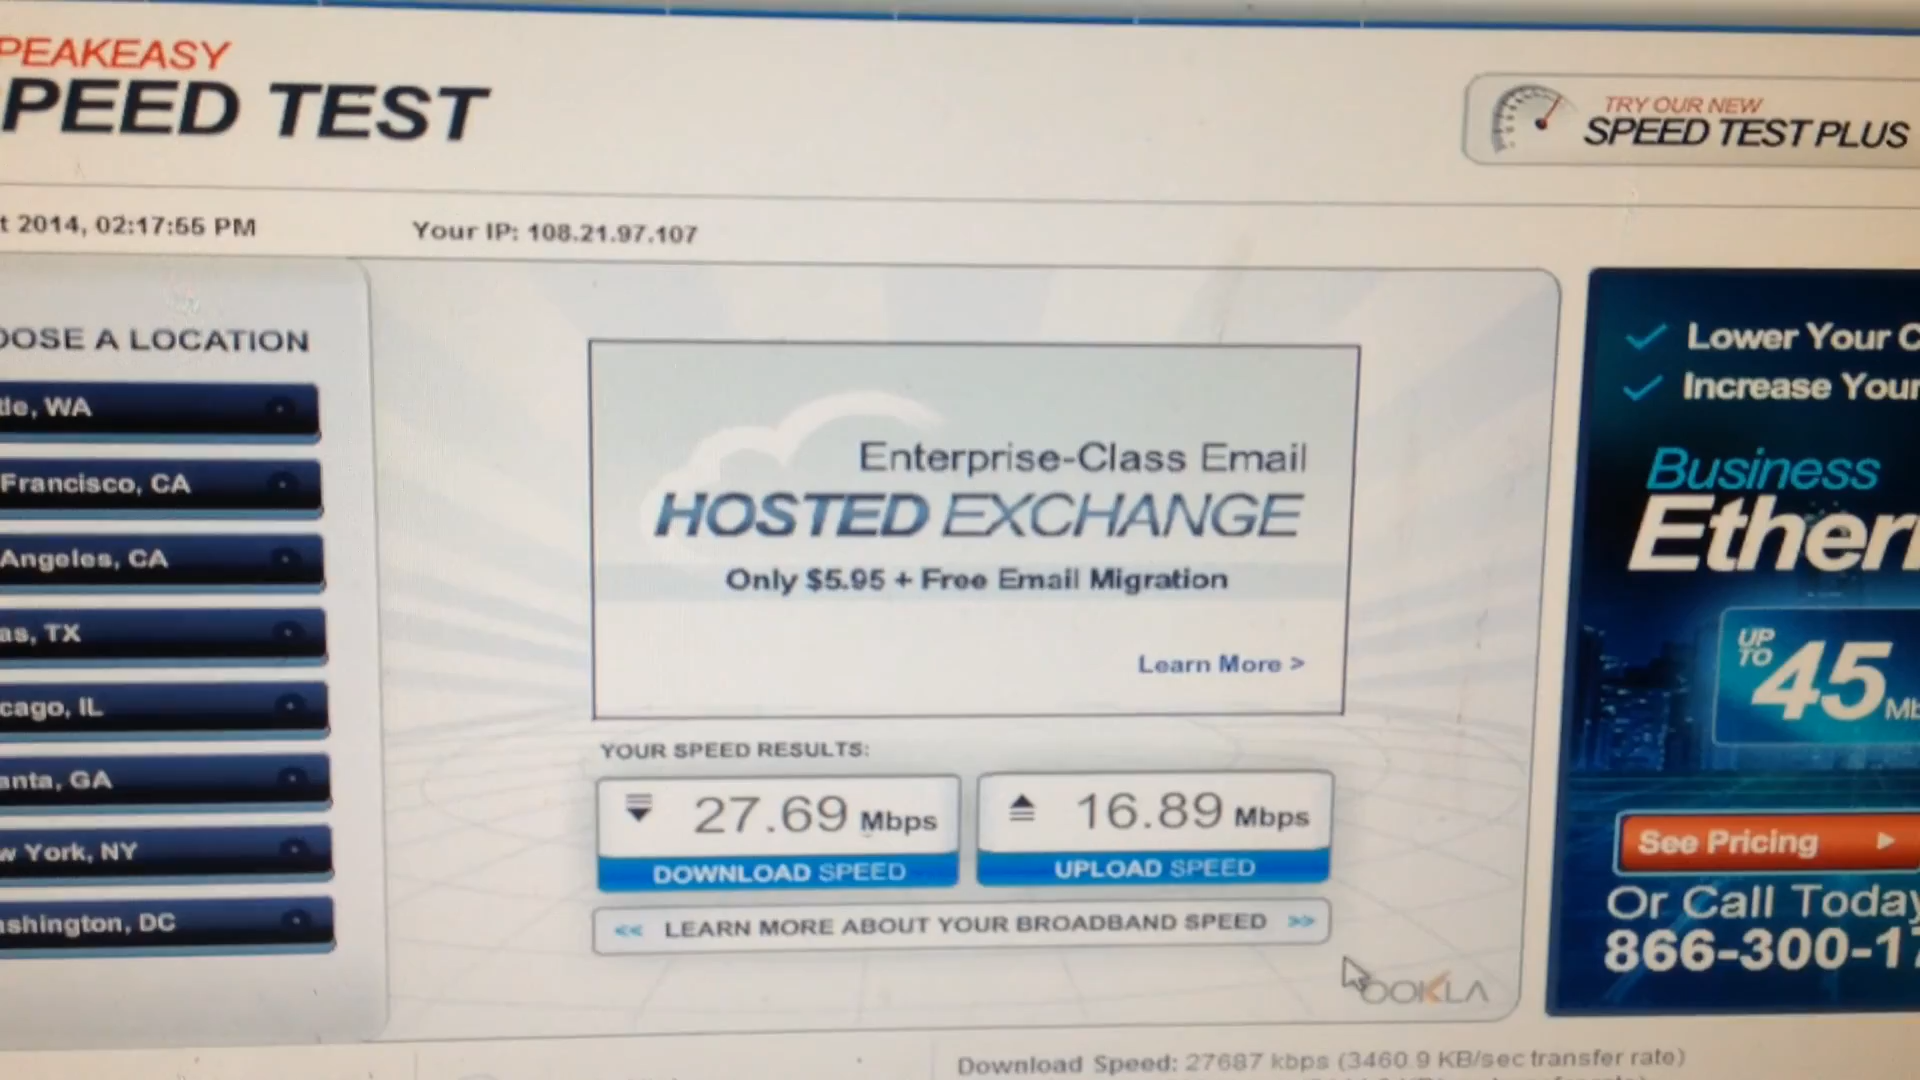 PEAKEASY
PEED TEST
TRY OUR NEW
SPEED TEST PLUS
t 2014, 02:17:55 PM
Your IP: 108.21.97.107
OOSE A LOCATION
tle, WA
Francisco, CA
Angeles, CA
as, TX
cago, IL
anta, GA
w York, NY
ashington, DC
Enterprise-Class Email
HOSTED EXCHANGE
Only $5.95 + Free Email Migration
Learn More >
YOUR SPEED RESULTS:
27.69 Mbps
DOWNLOAD SPEED
16.89 Mbps
UPLOAD SPEED
<< LEARN MORE ABOUT YOUR BROADBAND SPEED >>
OOKLA
Download Speed: 27687 kbps (3460.9 KB/sec transfer rate)
Lower Your C
Increase Your
Business
Ethern
UP TO 45 Mb
See Pricing
Or Call Today
866-300-17